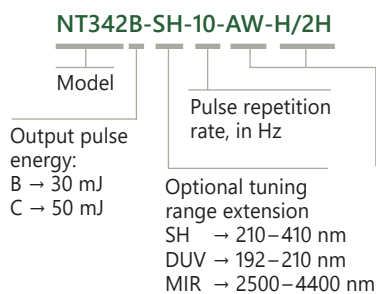 NT342B-SH-10-AW-H/2H
Model
Pulse repetition
rate, in Hz
Output pulse
energy:
B → 30 mJ
C → 50 mJ
Optional tuning
range extension
SH → 210–410 nm
DUV → 192–210 nm
MIR → 2500–4400 nm